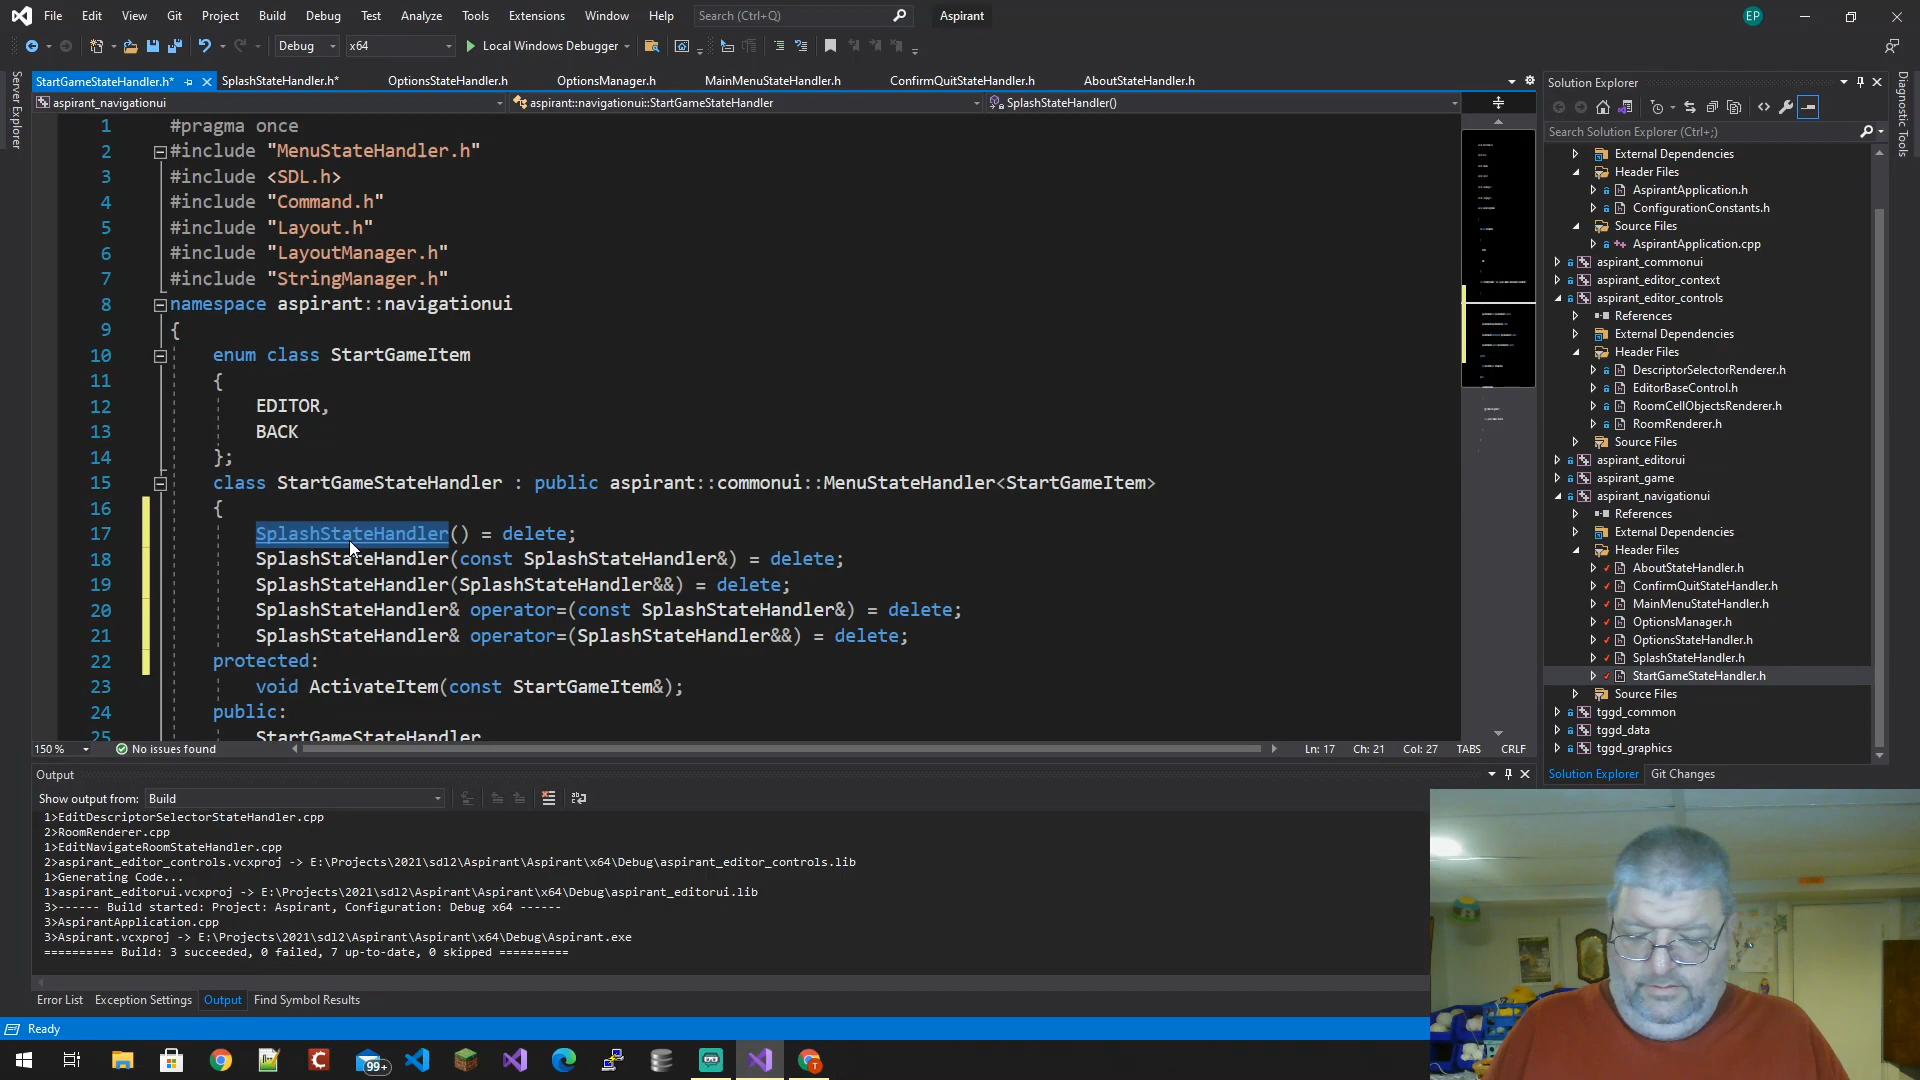 File Edit View Git Project Build Debug Test Analyze Tools Extensions Window Help Search (Ctrl+Q) Aspirant EP
Debug x64 Local Windows Debugger
StartGameStateHandler.h* SplashStateHandler.h* OptionsStateHandler.h OptionsManager.h MainMenuStateHandler.h ConfirmQuitStateHandler.h AboutStateHandler.h
aspirant_navigationui aspirant::navigationui::StartGameStateHandler SplashStateHandler()
Server Explorer
1 #pragma once
2 #include "MenuStateHandler.h"
3 #include <SDL.h>
4 #include "Command.h"
5 #include "Layout.h"
6 #include "LayoutManager.h"
7 #include "StringManager.h"
8 namespace aspirant::navigationui
9 {
10 enum class StartGameItem
11 {
12 EDITOR,
13 BACK
14 };
15 class StartGameStateHandler : public aspirant::commonui::MenuStateHandler<StartGameItem>
16 {
17 SplashStateHandler() = delete;
18 SplashStateHandler(const SplashStateHandler&) = delete;
19 SplashStateHandler(SplashStateHandler&&) = delete;
20 SplashStateHandler& operator=(const SplashStateHandler&) = delete;
21 SplashStateHandler& operator=(SplashStateHandler&&) = delete;
22 protected:
23 void ActivateItem(const StartGameItem&);
24 public:
25 StartGameStateHandler
150 % No issues found Ln: 17 Ch: 21 Col: 27 TABS CRLF
Output
Show output from: Build
1>EditDescriptorSelectorStateHandler.cpp
2>RoomRenderer.cpp
1>EditNavigateRoomStateHandler.cpp
2>aspirant_editor_controls.vcxproj -> E:\Projects\2021\sdl2\Aspirant\Aspirant\x64\Debug\aspirant_editor_controls.lib
1>Generating Code...
1>aspirant_editorui.vcxproj -> E:\Projects\2021\sdl2\Aspirant\Aspirant\x64\Debug\aspirant_editorui.lib
3>------ Build started: Project: Aspirant, Configuration: Debug x64 ------
3>AspirantApplication.cpp
3>Aspirant.vcxproj -> E:\Projects\2021\sdl2\Aspirant\Aspirant\x64\Debug\Aspirant.exe
========== Build: 3 succeeded, 0 failed, 7 up-to-date, 0 skipped ==========
Error List Exception Settings Output Find Symbol Results
Ready
Solution Explorer
Search Solution Explorer (Ctrl+;)
External Dependencies
Header Files
AspirantApplication.h
ConfigurationConstants.h
Source Files
AspirantApplication.cpp
aspirant_commonui
aspirant_editor_context
aspirant_editor_controls
References
External Dependencies
Header Files
DescriptorSelectorRenderer.h
EditorBaseControl.h
RoomCellObjectsRenderer.h
RoomRenderer.h
Source Files
aspirant_editorui
aspirant_game
aspirant_navigationui
References
External Dependencies
Header Files
AboutStateHandler.h
ConfirmQuitStateHandler.h
MainMenuStateHandler.h
OptionsManager.h
OptionsStateHandler.h
SplashStateHandler.h
StartGameStateHandler.h
Source Files
tggd_common
tggd_data
tggd_graphics
Solution Explorer Git Changes
Diagnostic Tools
99+